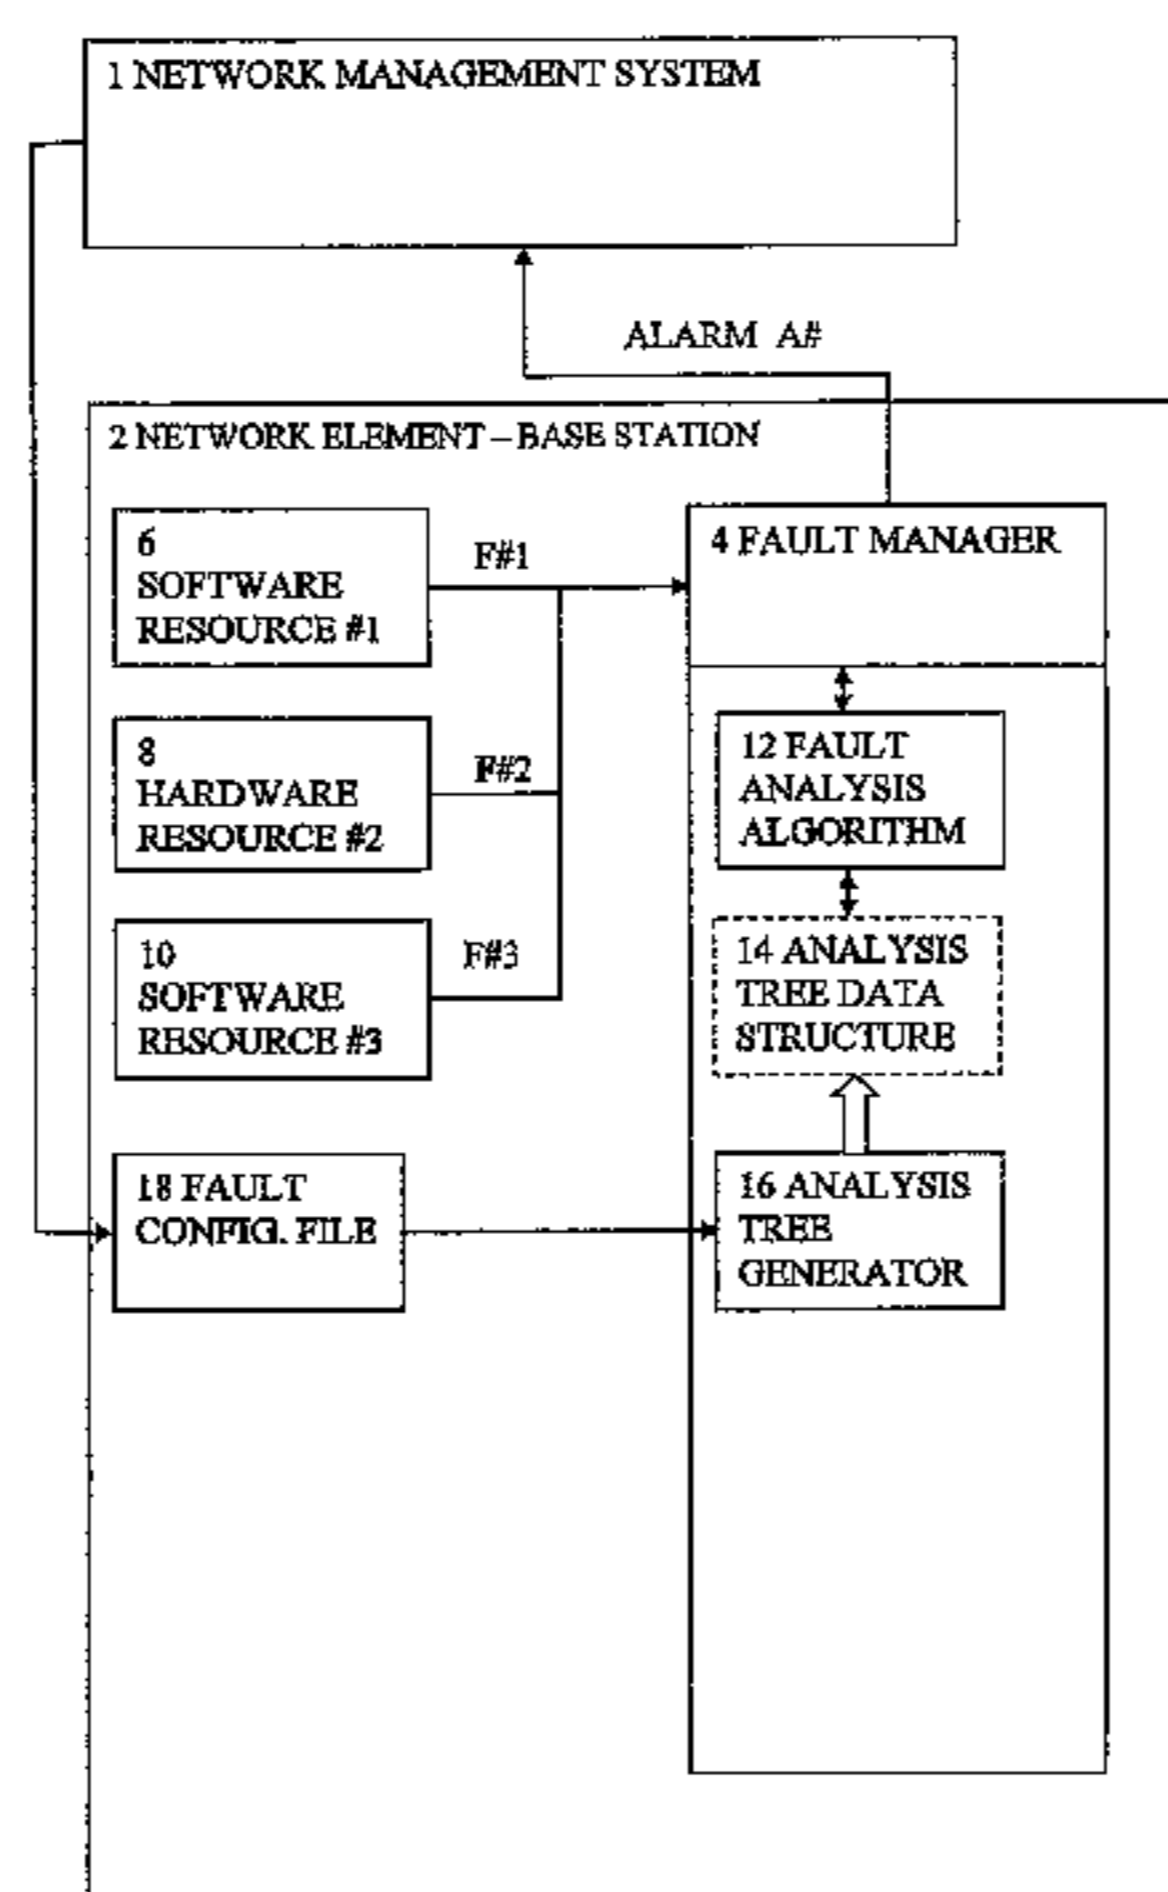 1 NETWORK MANAGEMENT SYSTEM
ALARM A#
2 NETWORK ELEMENT – BASE STATION
6
SOFTWARE
RESOURCE #1
F#1
4 FAULT MANAGER
8
HARDWARE
RESOURCE #2
F#2
12 FAULT
ANALYSIS
ALGORITHM
10
SOFTWARE
RESOURCE #3
F#3
14 ANALYSIS
TREE DATA
STRUCTURE
18 FAULT
CONFIG. FILE
16 ANALYSIS
TREE
GENERATOR